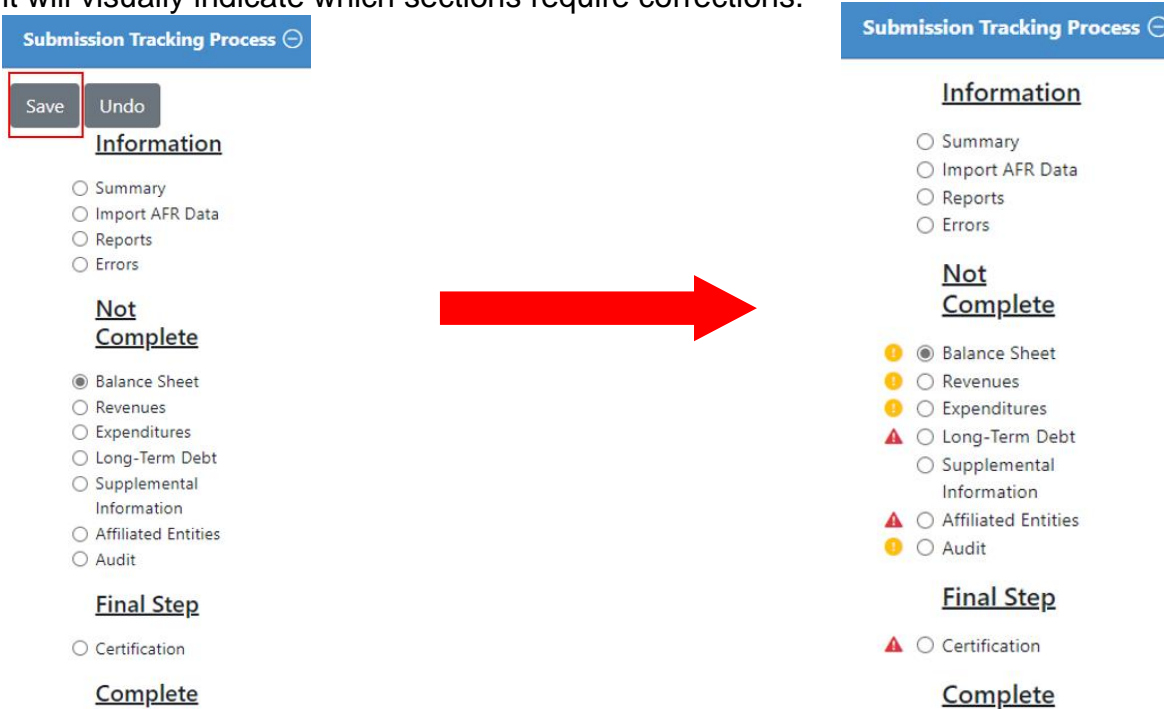 it will visually indicate which sections require corrections.
Submission Tracking Process
Save Undo
Information
Summary
Import AFR Data
Reports
Errors
Not
Complete
Balance Sheet
Revenues
Expenditures
Long-Term Debt
Supplemental
Information
Affiliated Entities
Audit
Final Step
Certification
Complete
Submission Tracking Process
Information
Summary
Import AFR Data
Reports
Errors
Not
Complete
Balance Sheet
Revenues
Expenditures
Long-Term Debt
Supplemental
Information
Affiliated Entities
Audit
Final Step
Certification
Complete